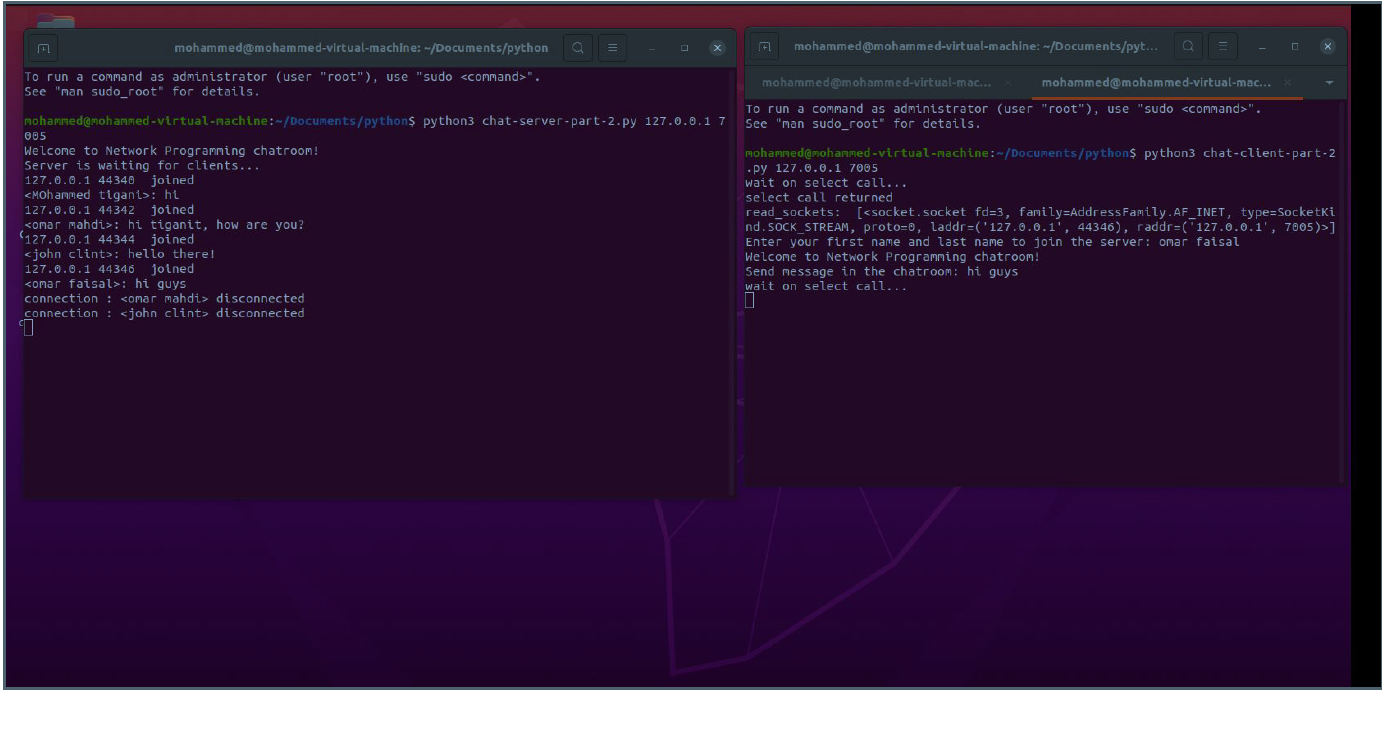 mohammed@mohammed-virtual-machine: ~/Documents/python
To run a command as administrator (user "root"), use "sudo <command>".
See "man sudo_root" for details.
mohammed@mohammed-virtual-machine:~/Documents/python$ python3 chat-server-part-2.py 127.0.0.1 7
005
Welcome to Network Programming chatroom!
Server is waiting for clients...
127.0.0.1 44340  joined
<MOhammed tigani>: hi
127.0.0.1 44342  joined
<omar mahdi>: hi tiganit, how are you?
127.0.0.1 44344  joined
<john clint>: hello there!
127.0.0.1 44346  joined
<omar faisal>: hi guys
connection : <omar mahdi> disconnected
connection : <john clint> disconnected
mohammed@mohammed-virtual-machine: ~/Documents/pyt...
mohammed@mohammed-virtual-mac...
mohammed@mohammed-virtual-mac...
To run a command as administrator (user "root"), use "sudo <command>".
See "man sudo_root" for details.
mohammed@mohammed-virtual-machine:~/Documents/python$ python3 chat-client-part-2
.py 127.0.0.1 7005
wait on select call...
select call returned
read_sockets:  [<socket.socket fd=3, family=AddressFamily.AF_INET, type=SocketKi
nd.SOCK_STREAM, proto=0, laddr=('127.0.0.1', 44346), raddr=('127.0.0.1', 7005)>]
Enter your first name and last name to join the server: omar faisal
Welcome to Network Programming chatroom!
Send message in the chatroom: hi guys
wait on select call...